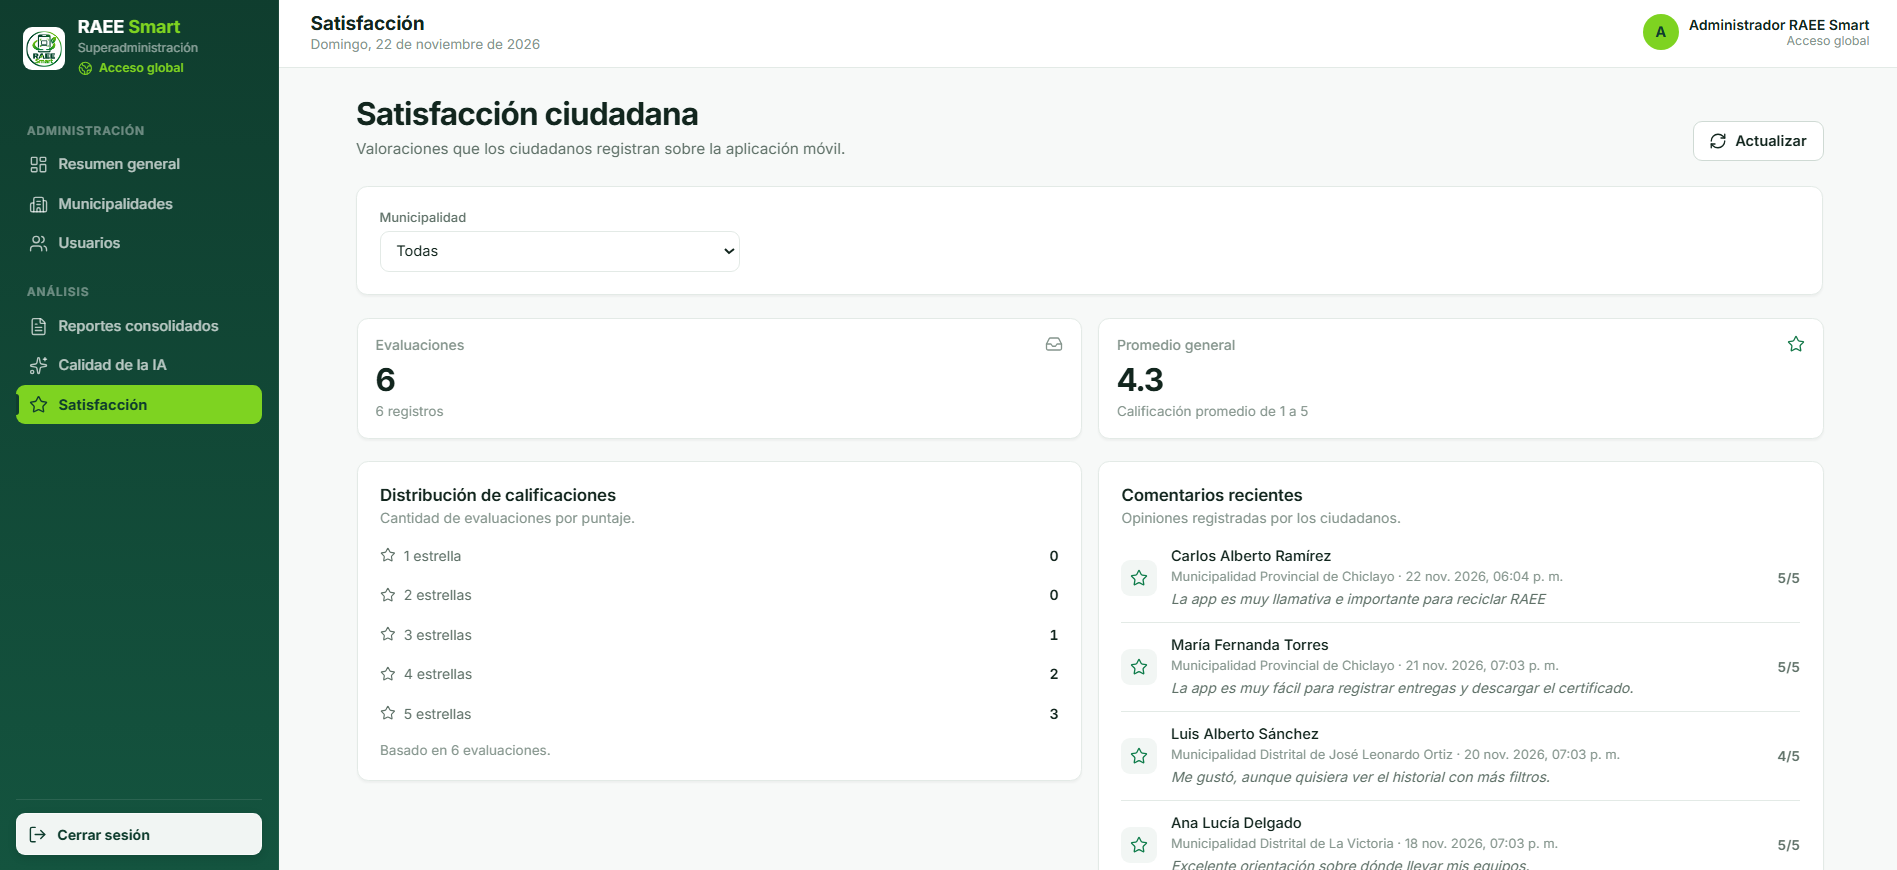 RAEE Smart
Superadministración
Acceso global
ADMINISTRACIÓN
Resumen general
Municipalidades
Usuarios
ANÁLISIS
Reportes consolidados
Calidad de la IA
Satisfacción
Cerrar sesión
Satisfacción
Domingo, 22 de noviembre de 2026
A
Administrador RAEE Smart
Acceso global
Satisfacción ciudadana
Valoraciones que los ciudadanos registran sobre la aplicación móvil.
Actualizar
Municipalidad
Todas
Evaluaciones
6
6 registros
Promedio general
4.3
Calificación promedio de 1 a 5
Distribución de calificaciones
Cantidad de evaluaciones por puntaje.
1 estrella 0
2 estrellas 0
3 estrellas 1
4 estrellas 2
5 estrellas 3
Basado en 6 evaluaciones.
Comentarios recientes
Opiniones registradas por los ciudadanos.
Carlos Alberto Ramírez
Municipalidad Provincial de Chiclayo · 22 nov. 2026, 06:04 p. m.
5/5
La app es muy llamativa e importante para reciclar RAEE
María Fernanda Torres
Municipalidad Provincial de Chiclayo · 21 nov. 2026, 07:03 p. m.
5/5
La app es muy fácil para registrar entregas y descargar el certificado.
Luis Alberto Sánchez
Municipalidad Distrital de José Leonardo Ortiz · 20 nov. 2026, 07:03 p. m.
4/5
Me gustó, aunque quisiera ver el historial con más filtros.
Ana Lucía Delgado
Municipalidad Distrital de La Victoria · 18 nov. 2026, 07:03 p. m.
5/5
Excelente orientación sobre dónde llevar mis equipos.